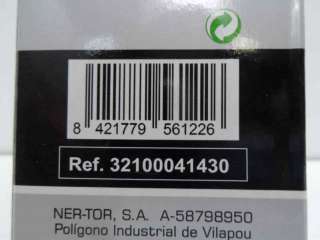 8 421779 561226
Ref. 32100041430
NER-TOR, S.A. A-58798950
Polígono Industrial de Vilapou